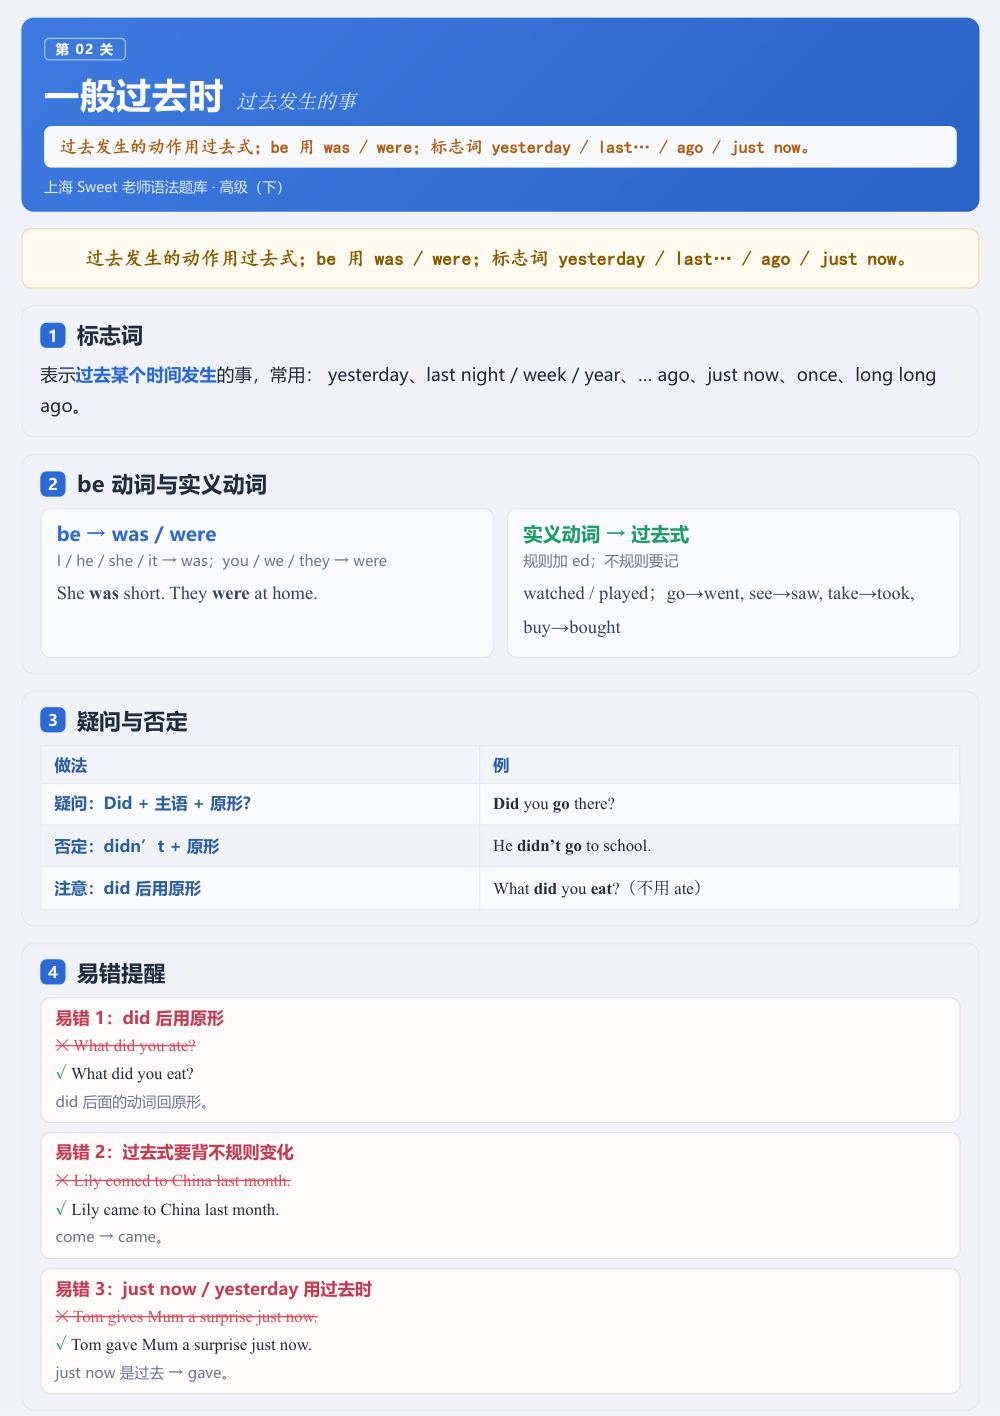 第 02 关
一般过去时 过去发生的事
过去发生的动作用过去式；be 用 was / were；标志词 yesterday / last… / ago / just now。
上海 Sweet 老师语法题库 · 高级（下）
过去发生的动作用过去式；be 用 was / were；标志词 yesterday / last… / ago / just now。
1 标志词
表示过去某个时间发生的事，常用： yesterday、last night / week / year、… ago、just now、once、long long
ago。
2 be 动词与实义动词
be → was / were
I / he / she / it → was；you / we / they → were
She was short. They were at home.
实义动词 → 过去式
规则加 ed；不规则要记
watched / played；go→went, see→saw, take→took,
buy→bought
3 疑问与否定
做法 例
疑问：Did + 主语 + 原形？ Did you go there?
否定：didn’t + 原形 He didn’t go to school.
注意：did 后用原形 What did you eat?（不用 ate）
4 易错提醒
易错 1：did 后用原形
✕ What did you ate?
✓ What did you eat?
did 后面的动词回原形。
易错 2：过去式要背不规则变化
✕ Lily comed to China last month.
✓ Lily came to China last month.
come → came。
易错 3：just now / yesterday 用过去时
✕ Tom gives Mum a surprise just now.
✓ Tom gave Mum a surprise just now.
just now 是过去 → gave。